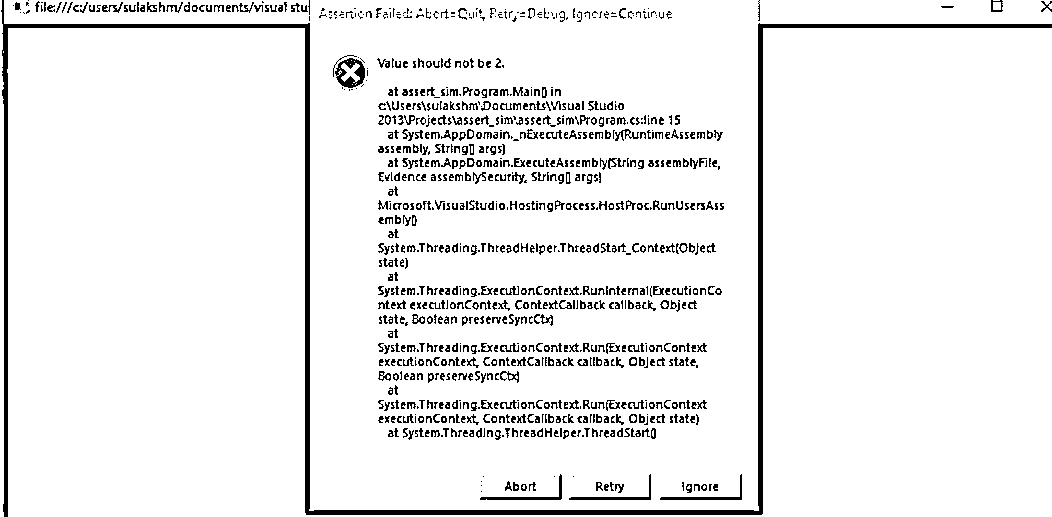 file:///c:/users/sulakshm/documents/visual stu
Assertion Failed: Abort=Quit, Retry=Debug, Ignore=Continue
Value should not be 2.
at assert_sim.Program.Main() in
c:\Users\sulakshm\Documents\Visual Studio
2013\Projects\assert_sim\assert_sim\Program.cs:line 15
at System.AppDomain._nExecuteAssembly(RuntimeAssembly
assembly, String[] args)
at System.AppDomain.ExecuteAssembly(String assemblyFile,
Evidence assemblySecurity, String[] args)
at
Microsoft.VisualStudio.HostingProcess.HostProc.RunUsersAss
embly()
at
System.Threading.ThreadHelper.ThreadStart_Context(Object
state)
at
System.Threading.ExecutionContext.RunInternal(ExecutionCo
ntext executionContext, ContextCallback callback, Object
state, Boolean preserveSyncCtx)
at
System.Threading.ExecutionContext.Run(ExecutionContext
executionContext, ContextCallback callback, Object state,
Boolean preserveSyncCtx)
at
System.Threading.ExecutionContext.Run(ExecutionContext
executionContext, ContextCallback callback, Object state)
at System.Threading.ThreadHelper.ThreadStart()
Abort Retry Ignore